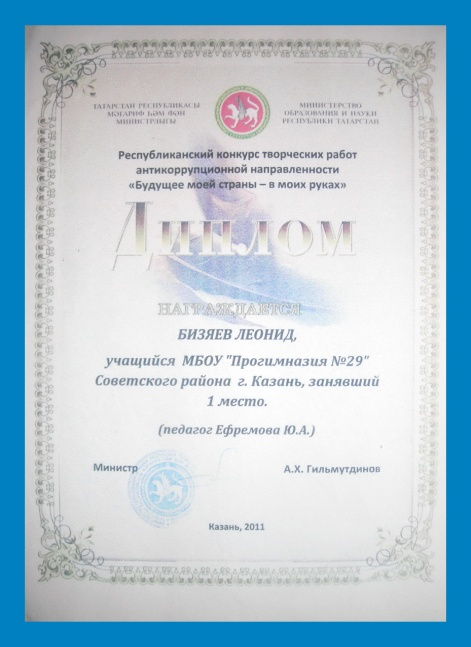 ТАТАРСТАН РЕСПУБЛИКАСЫ
МӘГАРИФ ҺӘМ ФӘН
МИНИСТРЛЫГЫ
МИНИСТЕРСТВО
ОБРАЗОВАНИЯ И НАУКИ
РЕСПУБЛИКИ ТАТАРСТАН
Республиканский конкурс творческих работ
антикоррупционной направленности
«Будущее моей страны – в моих руках»
Диплом
НАГРАЖДАЕТСЯ
БИЗЯЕВ ЛЕОНИД,
учащийся МБОУ "Прогимназия №29"
Советского района г. Казань, занявший
1 место.
(педагог Ефремова Ю.А.)
Министр
А.Х. Гильмутдинов
Казань, 2011